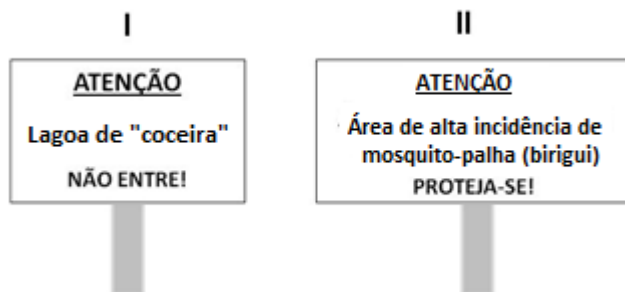 I
ATENÇÃO
Lagoa de "coceira"
NÃO ENTRE!
II
ATENÇÃO
Área de alta incidência de
mosquito-palha (birigui)
PROTEJA-SE!